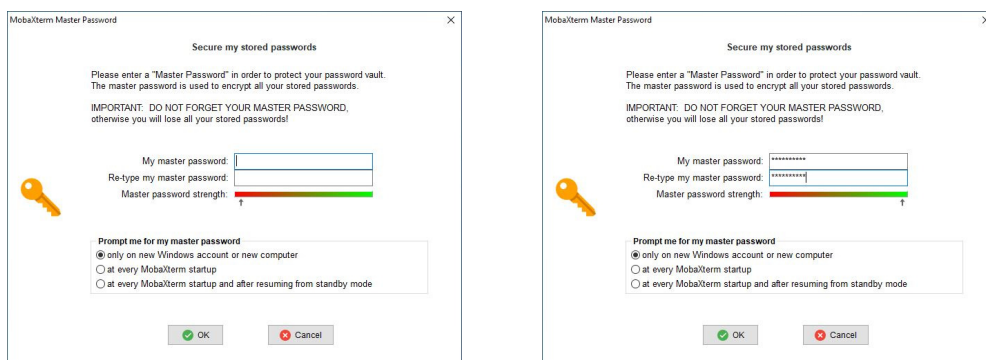 MobaXterm Master Password
Secure my stored passwords
Please enter a "Master Password" in order to protect your password vault.
The master password is used to encrypt all your stored passwords.
IMPORTANT: DO NOT FORGET YOUR MASTER PASSWORD,
otherwise you will lose all your stored passwords!
My master password:
Re-type my master password:
Master password strength:
Prompt me for my master password
only on new Windows account or new computer
at every MobaXterm startup
at every MobaXterm startup and after resuming from standby mode
OK
Cancel
MobaXterm Master Password
Secure my stored passwords
Please enter a "Master Password" in order to protect your password vault.
The master password is used to encrypt all your stored passwords.
IMPORTANT: DO NOT FORGET YOUR MASTER PASSWORD,
otherwise you will lose all your stored passwords!
My master password: **********
Re-type my master password: **********
Master password strength:
Prompt me for my master password
only on new Windows account or new computer
at every MobaXterm startup
at every MobaXterm startup and after resuming from standby mode
OK
Cancel